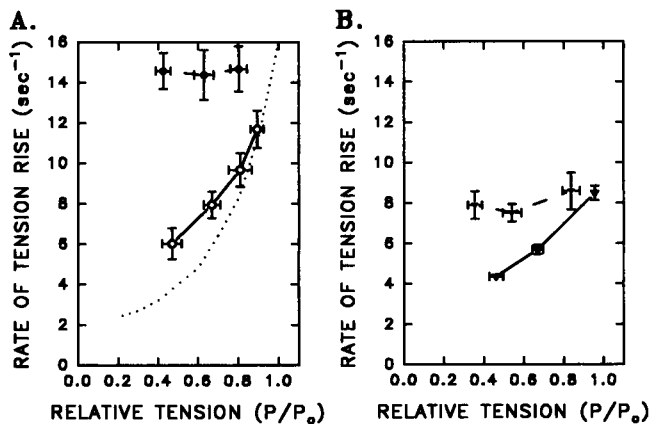 A.
RATE OF TENSION RISE (sec⁻¹)
16
14
12
10
8
6
4
2
0
0.0 0.2 0.4 0.6 0.8 1.0
RELATIVE TENSION (P/Pₒ)
B.
RATE OF TENSION RISE (sec⁻¹)
16
14
12
10
8
6
4
2
0
0.0 0.2 0.4 0.6 0.8 1.0
RELATIVE TENSION (P/Pₒ)